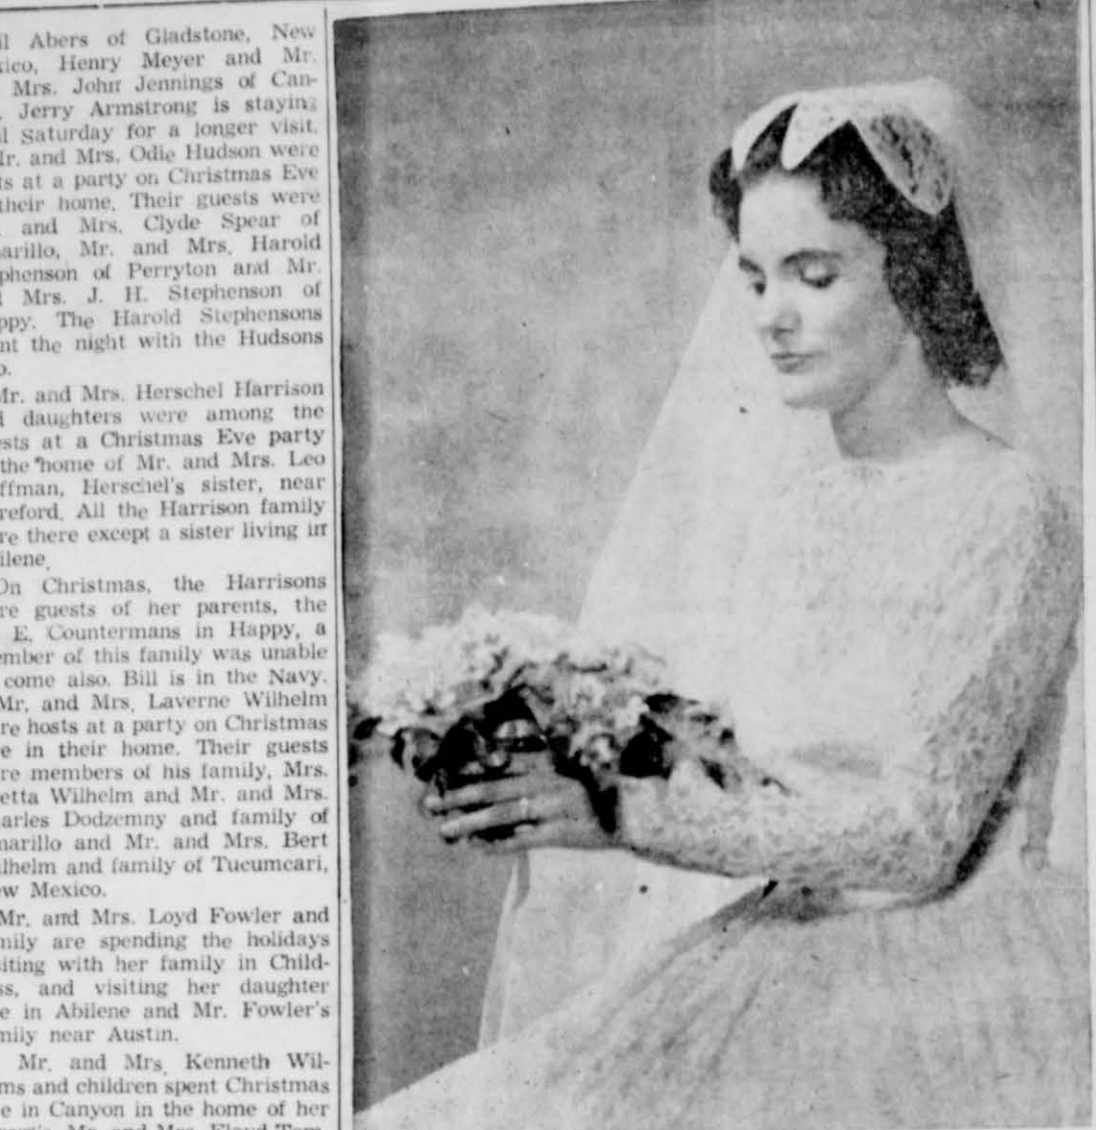 il Abers of Gladstone, New
xico, Henry Meyer and Mr.
Mrs. John Jennings of Can-
. Jerry Armstrong is staying
il Saturday for a longer visit.
Mr. and Mrs. Odie Hudson were
ts at a party on Christmas Eve
their home. Their guests were
. and Mrs. Clyde Spear of
arillo, Mr. and Mrs. Harold
phenson of Perryton and Mr.
d Mrs. J. H. Stephenson of
ppy. The Harold Stephensons
nt the night with the Hudsons
o.
Mr. and Mrs. Herschel Harrison
d daughters were among the
ests at a Christmas Eve party
the home of Mr. and Mrs. Leo
ffman, Herschel's sister, near
reford. All the Harrison family
re there except a sister living in
ilene.
On Christmas, the Harrisons
re guests of her parents, the
E. Countermans in Happy, a
ember of this family was unable
come also. Bill is in the Navy.
Mr. and Mrs. Laverne Wilhelm
re hosts at a party on Christmas
e in their home. Their guests
re members of his family, Mrs.
etta Wilhelm and Mr. and Mrs.
arles Dodzemny and family of
marillo and Mr. and Mrs. Bert
ilhelm and family of Tucumcari,
ew Mexico.
Mr. and Mrs. Loyd Fowler and
mily are spending the holidays
siting with her family in Child-
ss, and visiting her daughter
e in Abilene and Mr. Fowler's
mily near Austin.
Mr. and Mrs. Kenneth Wil-
ms and children spent Christmas
e in Canyon in the home of her